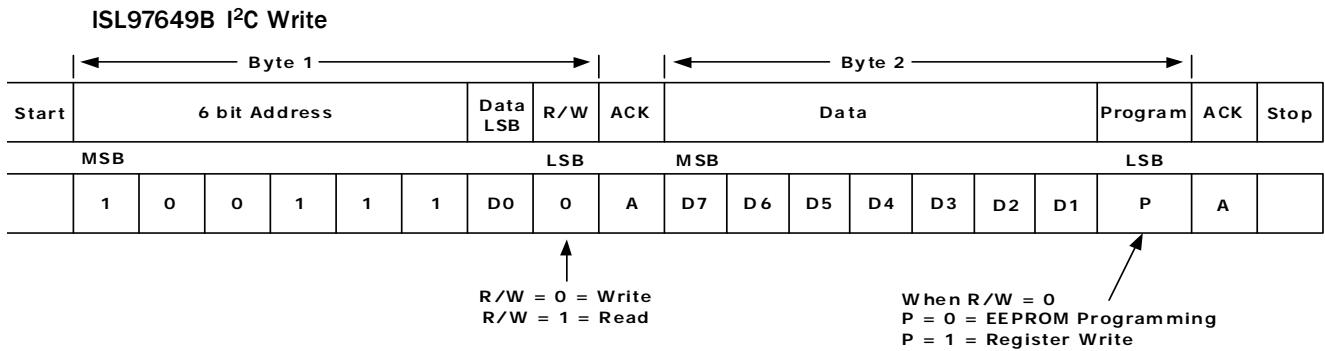 ISL97649B I²C Write
Byte 1 Byte 2
Start 6 bit Address Data LSB R/W ACK Data Program ACK Stop
MSB LSB MSB LSB
1 0 0 1 1 1 D0 0 A D7 D6 D5 D4 D3 D2 D1 P A
R/W = 0 = Write
R/W = 1 = Read
When R/W = 0
P = 0 = EEPROM Programming
P = 1 = Register Write